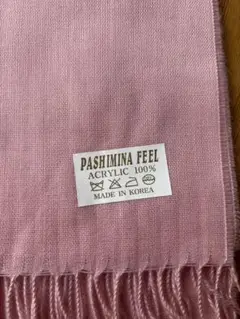 PASHIMINA FEEL
ACRYLIC 100%
MADE IN KOREA